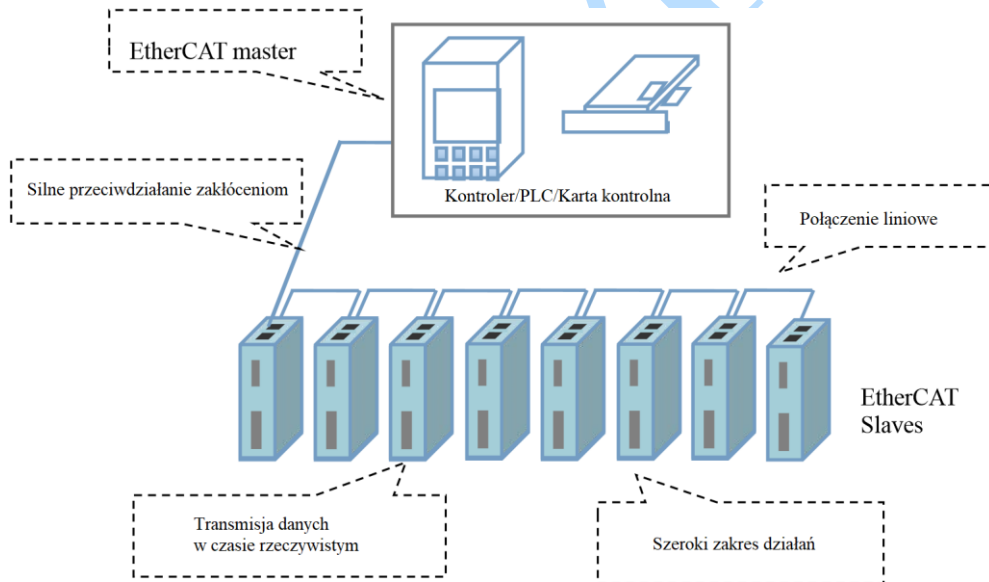 EtherCAT master
Kontroler/PLC/Karta kontrolna
Silne przeciwdziałanie zakłóceniom
Połączenie liniowe
EtherCAT
Slaves
Transmisja danych
w czasie rzeczywistym
Szeroki zakres działań